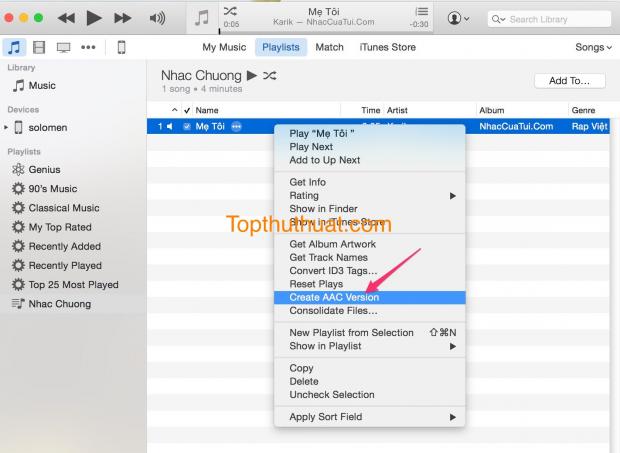 Mẹ Tôi
0:05
Karik — NhacCuaTui.Com
-0:30
Search Library
My Music
Playlists
Match
iTunes Store
Songs
Library
Music
Devices
solomen
Playlists
Genius
90's Music
Classical Music
My Top Rated
Recently Added
Recently Played
Top 25 Most Played
Nhac Chuong
Nhac Chuong
1 song • 4 minutes
Add To...
Name Time Artist Album Genre
1 Mẹ Tôi NhacCuaTui.Com Rap Việt
Play “Mẹ Tôi ”
Play Next
Add to Up Next
Get Info
Rating
Show in Finder
Show in iTunes Store
Topthuthuat.com
Get Album Artwork
Get Track Names
Convert ID3 Tags...
Reset Plays
Create AAC Version
Consolidate Files...
New Playlist from Selection ⇧⌘N
Show in Playlist
Copy
Delete
Uncheck Selection
Apply Sort Field